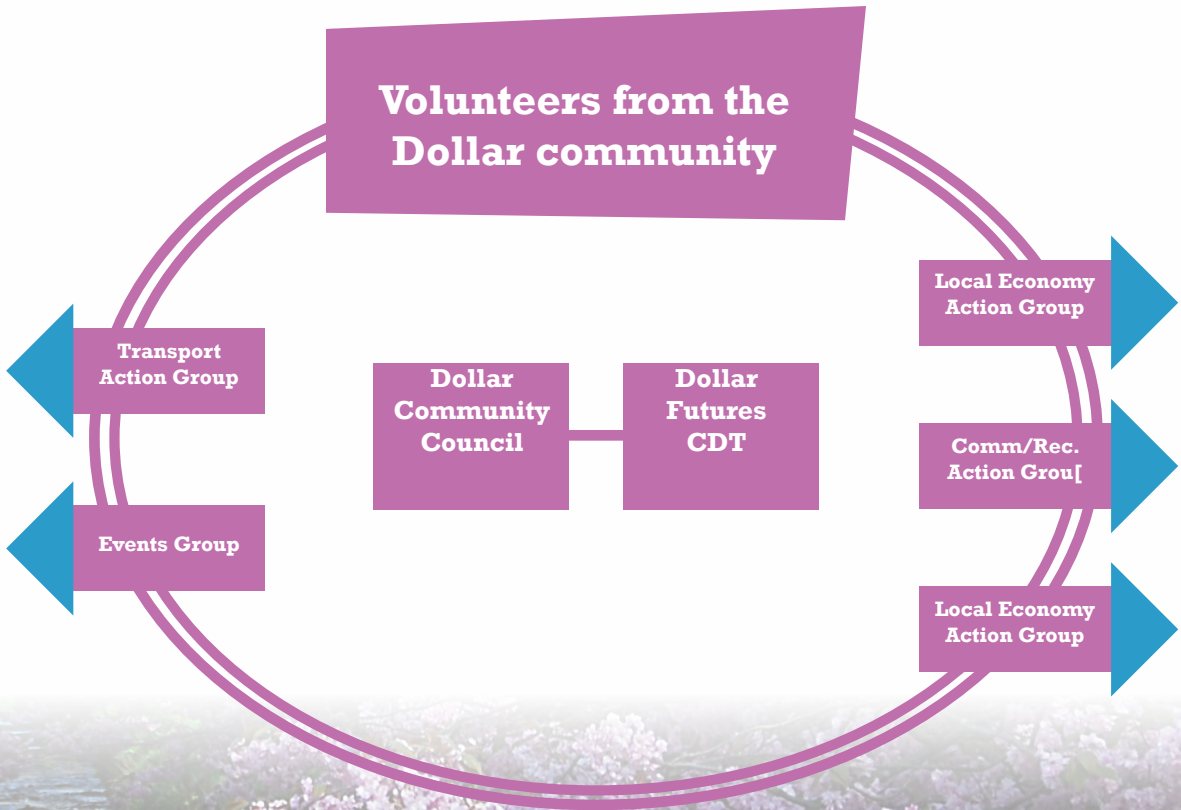 Volunteers from the
Dollar community
Local Economy
Action Group
Transport
Action Group
Dollar
Community
Council
Dollar
Futures
CDT
Comm/Rec.
Action Grou[
Events Group
Local Economy
Action Group